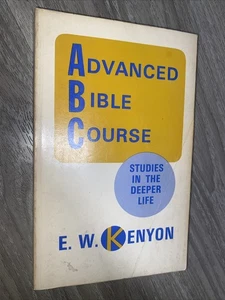 ADVANCED
BIBLE
COURSE
STUDIES
IN THE
DEEPER
LIFE
E. W. KENYON